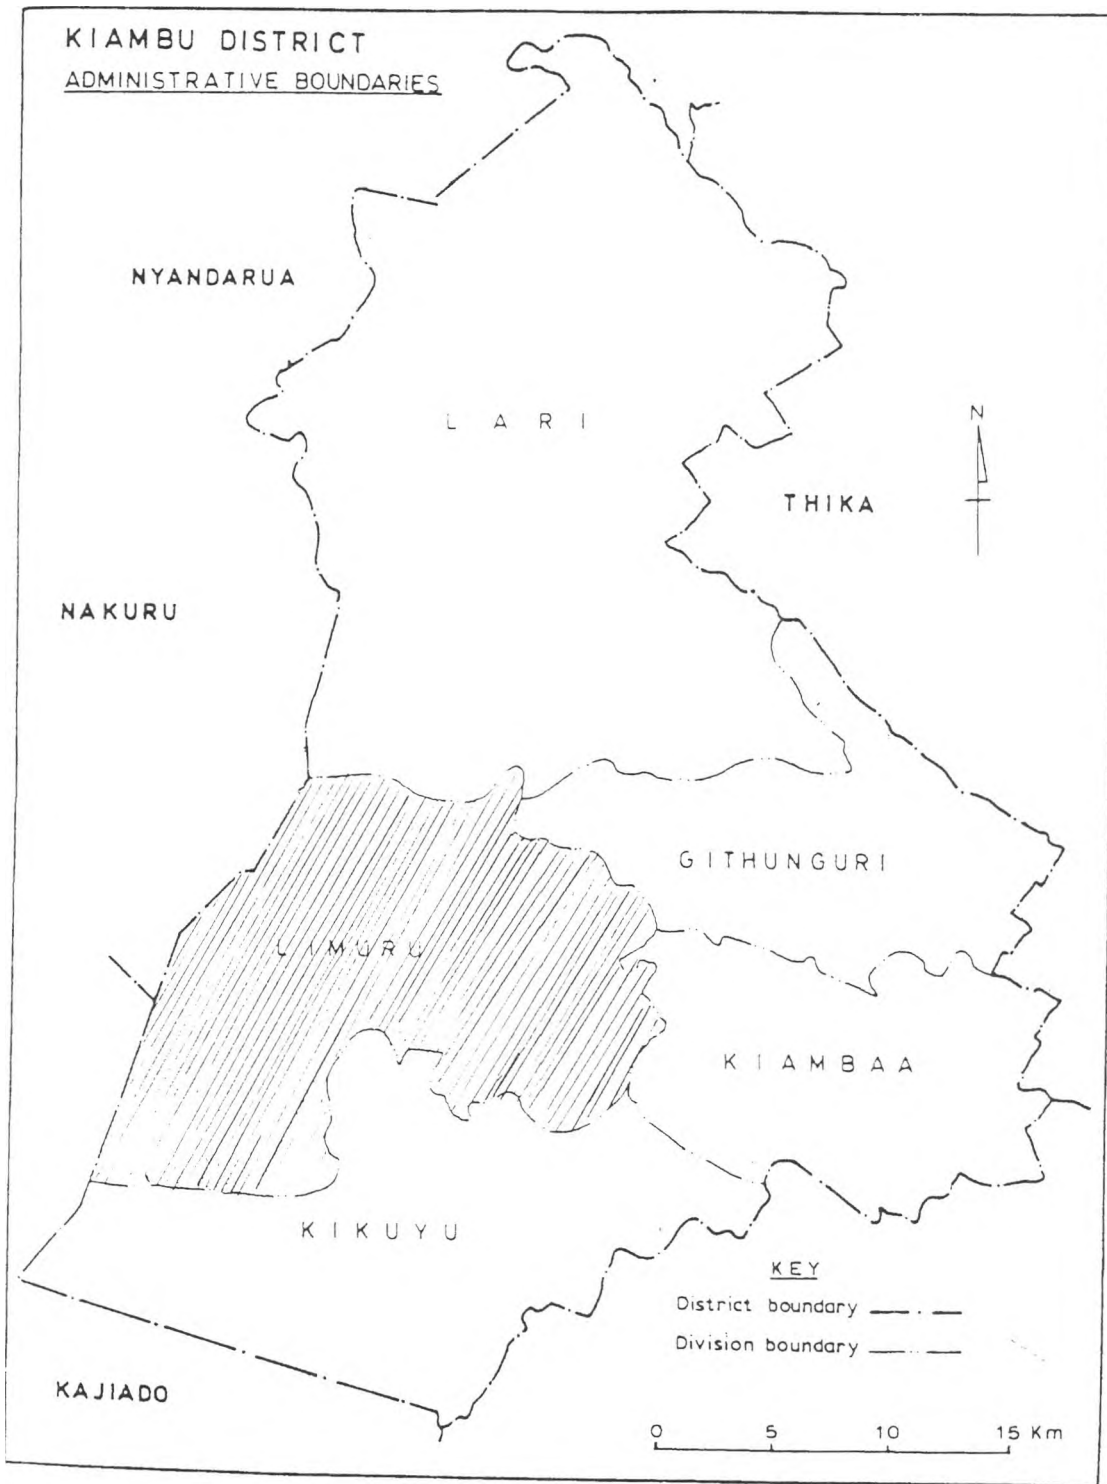 KIAMBU DISTRICT
ADMINISTRATIVE BOUNDARIES
NYANDARUA
LARI
N
THIKA
NAKURU
GITHUNGURI
LIMURU
KIAMBAA
KIKUYU
KEY
District boundary
Division boundary
KAJIADO
0 5 10 15 Km